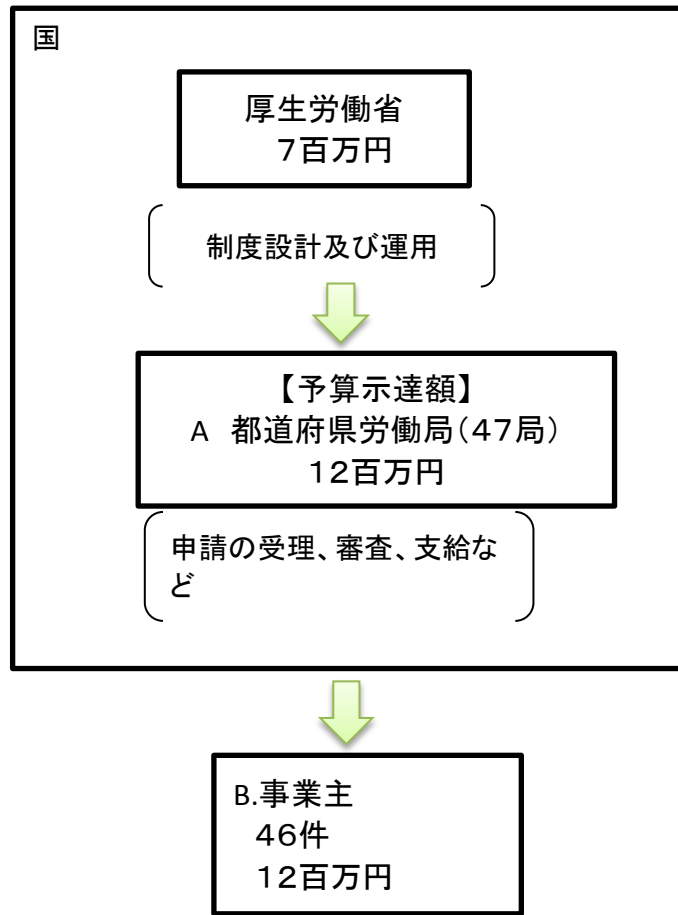 国
厚生労働省
7百万円
制度設計及び運用
【予算示達額】
A 都道府県労働局(47局)
12百万円
申請の受理、審査、支給な
ど
B.事業主
46件
12百万円